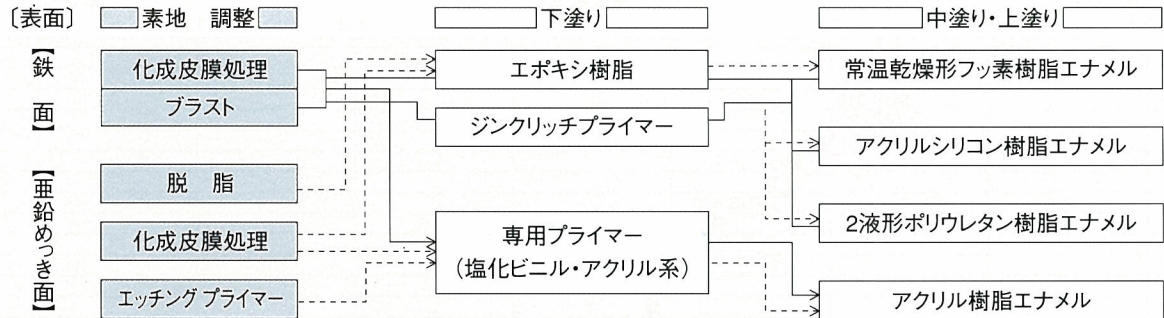 〔表面〕
素地 調整
下塗り
中塗り・上塗り
【鉄面】
化成皮膜処理
ブラスト
【亜鉛めっき面】
脱 脂
化成皮膜処理
エッチング プライマー
エポキシ樹脂
ジンクリッチプライマー
専用プライマー
(塩化ビニル・アクリル系)
常温乾燥形フッ素樹脂エナメル
アクリルシリコン樹脂エナメル
2液形ポリウレタン樹脂エナメル
アクリル樹脂エナメル